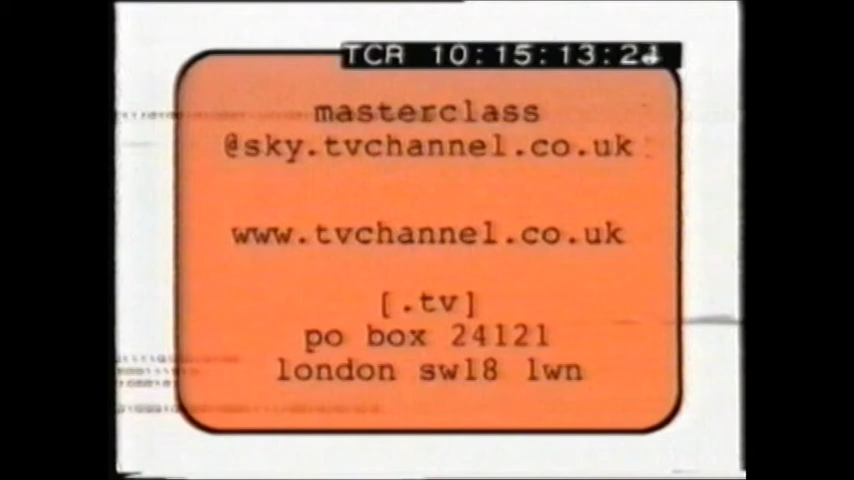 TCR 10:15:13:21
masterclass
@sky.tvchannel.co.uk
www.tvchannel.co.uk
[.tv]
po box 24121
london sw18 1wn